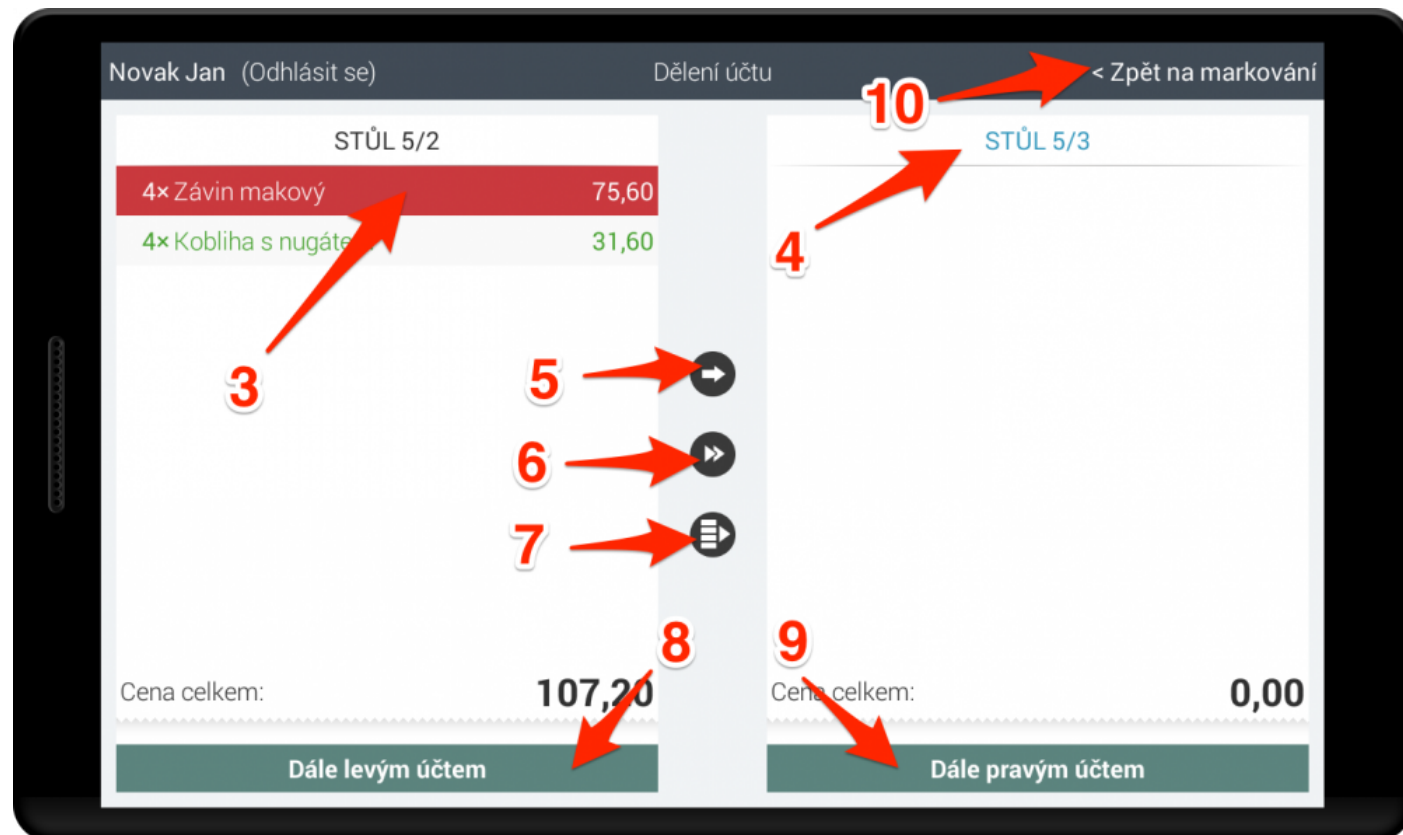 Novak Jan (Odhlásit se) Dělení účtu < Zpět na markování
10
STŮL 5/2
STŮL 5/3
4× Závin makový 75,60
4× Kobliha s 31,60
4
3
5
6
7
8
9
Cena celkem: 107,20
Cena celkem: 0,00
Dále levým účtem
Dále pravým účtem